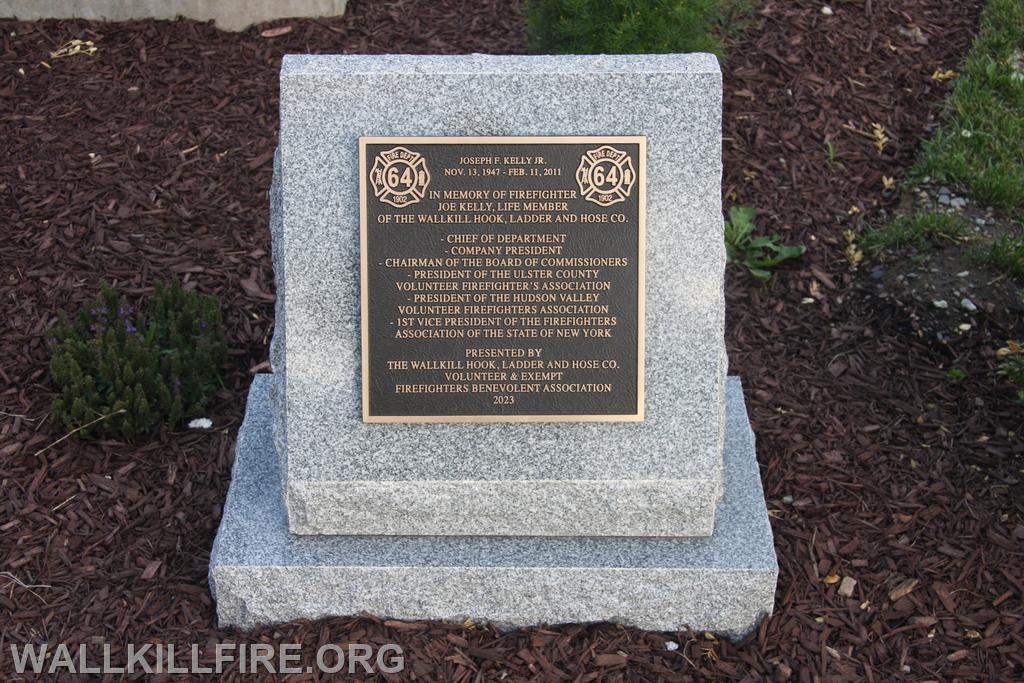 FIRE DEPT.
64
1902
FIRE DEPT.
64
1902
JOSEPH F. KELLY JR.
NOV. 13, 1947 - FEB. 11, 2011
IN MEMORY OF FIREFIGHTER
JOE KELLY, LIFE MEMBER
OF THE WALLKILL HOOK, LADDER AND HOSE CO.
- CHIEF OF DEPARTMENT
- COMPANY PRESIDENT
- CHAIRMAN OF THE BOARD OF COMMISSIONERS
- PRESIDENT OF THE ULSTER COUNTY
VOLUNTEER FIREFIGHTER'S ASSOCIATION
- PRESIDENT OF THE HUDSON VALLEY
VOLUNTEER FIREFIGHTERS ASSOCIATION
- 1ST VICE PRESIDENT OF THE FIREFIGHTERS
ASSOCIATION OF THE STATE OF NEW YORK
PRESENTED BY
THE WALLKILL HOOK, LADDER AND HOSE CO.
VOLUNTEER & EXEMPT
FIREFIGHTERS BENEVOLENT ASSOCIATION
2023
WALLKILLFIRE.ORG